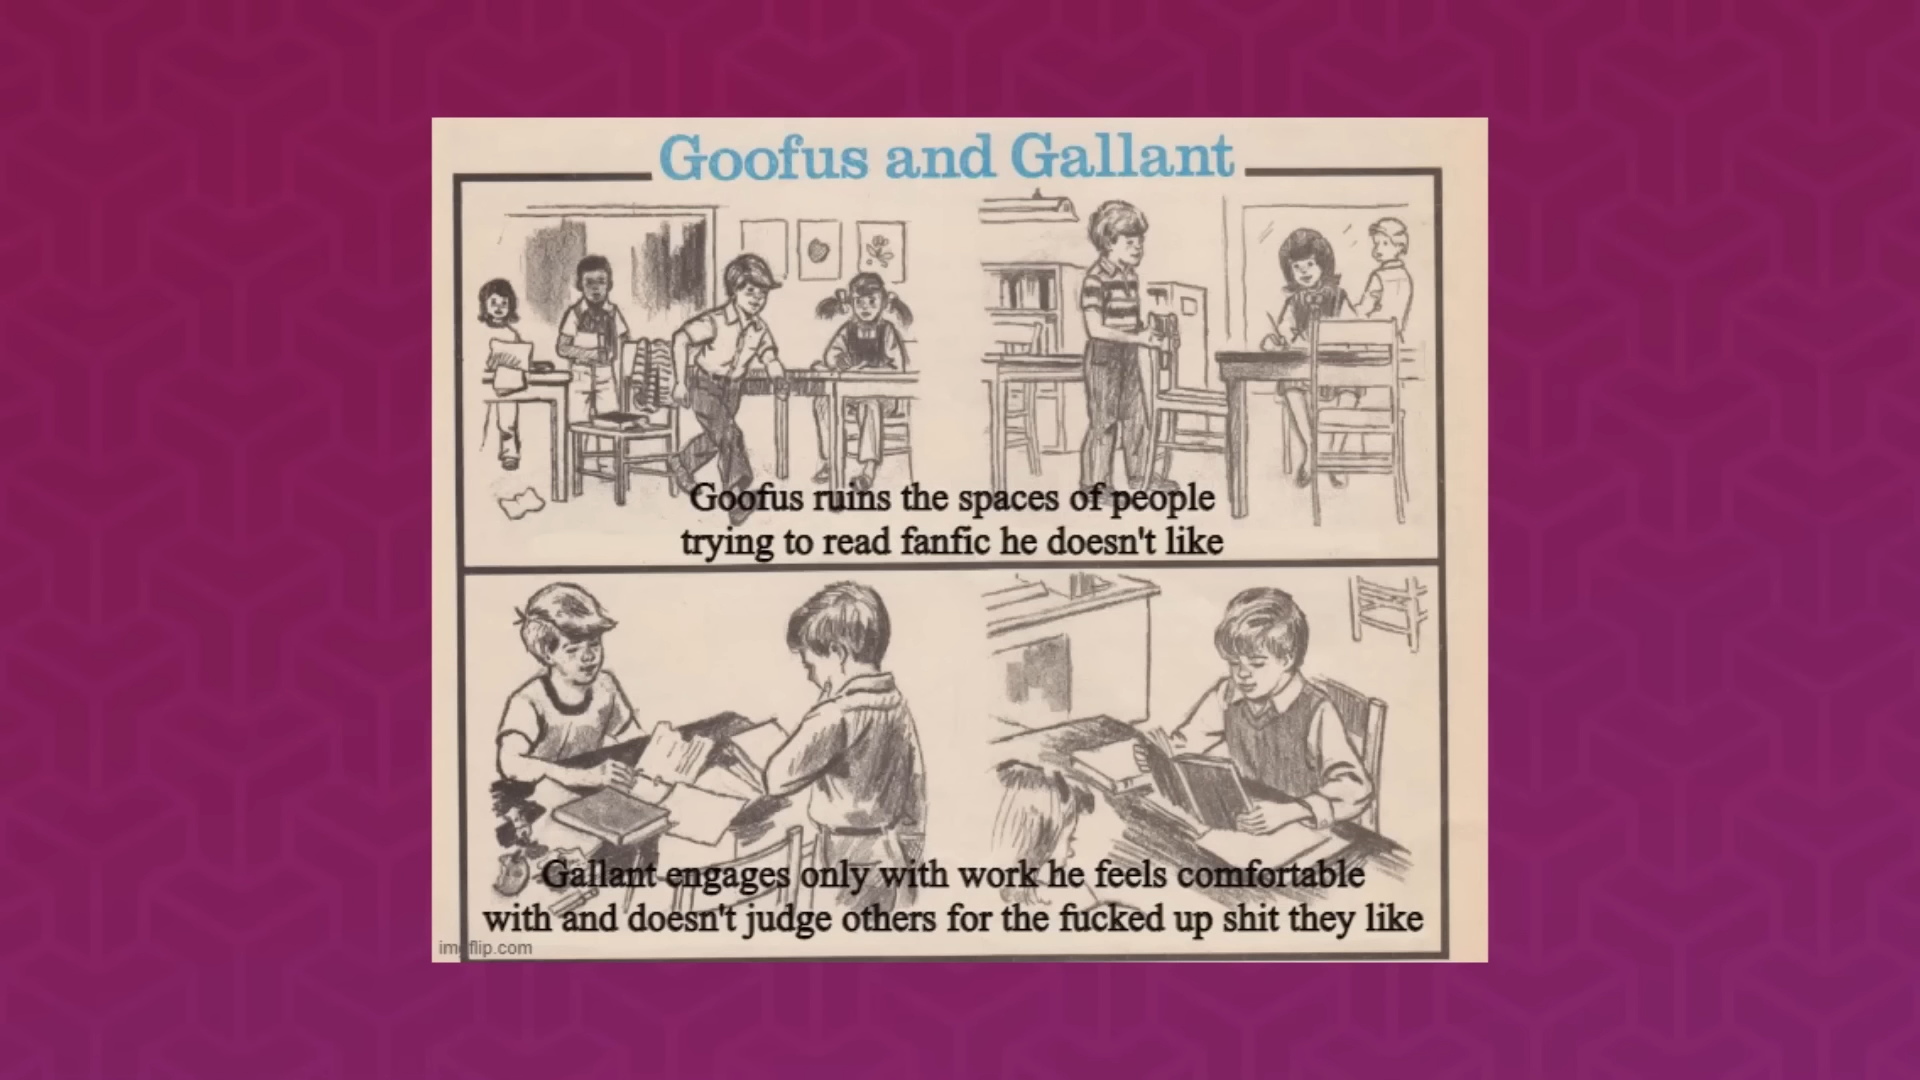 Goofus and Gallant
Goofus ruins the spaces of people
trying to read fanfic he doesn't like
Gallant engages only with work he feels comfortable
with and doesn't judge others for the fucked up shit they like
imgflip.com